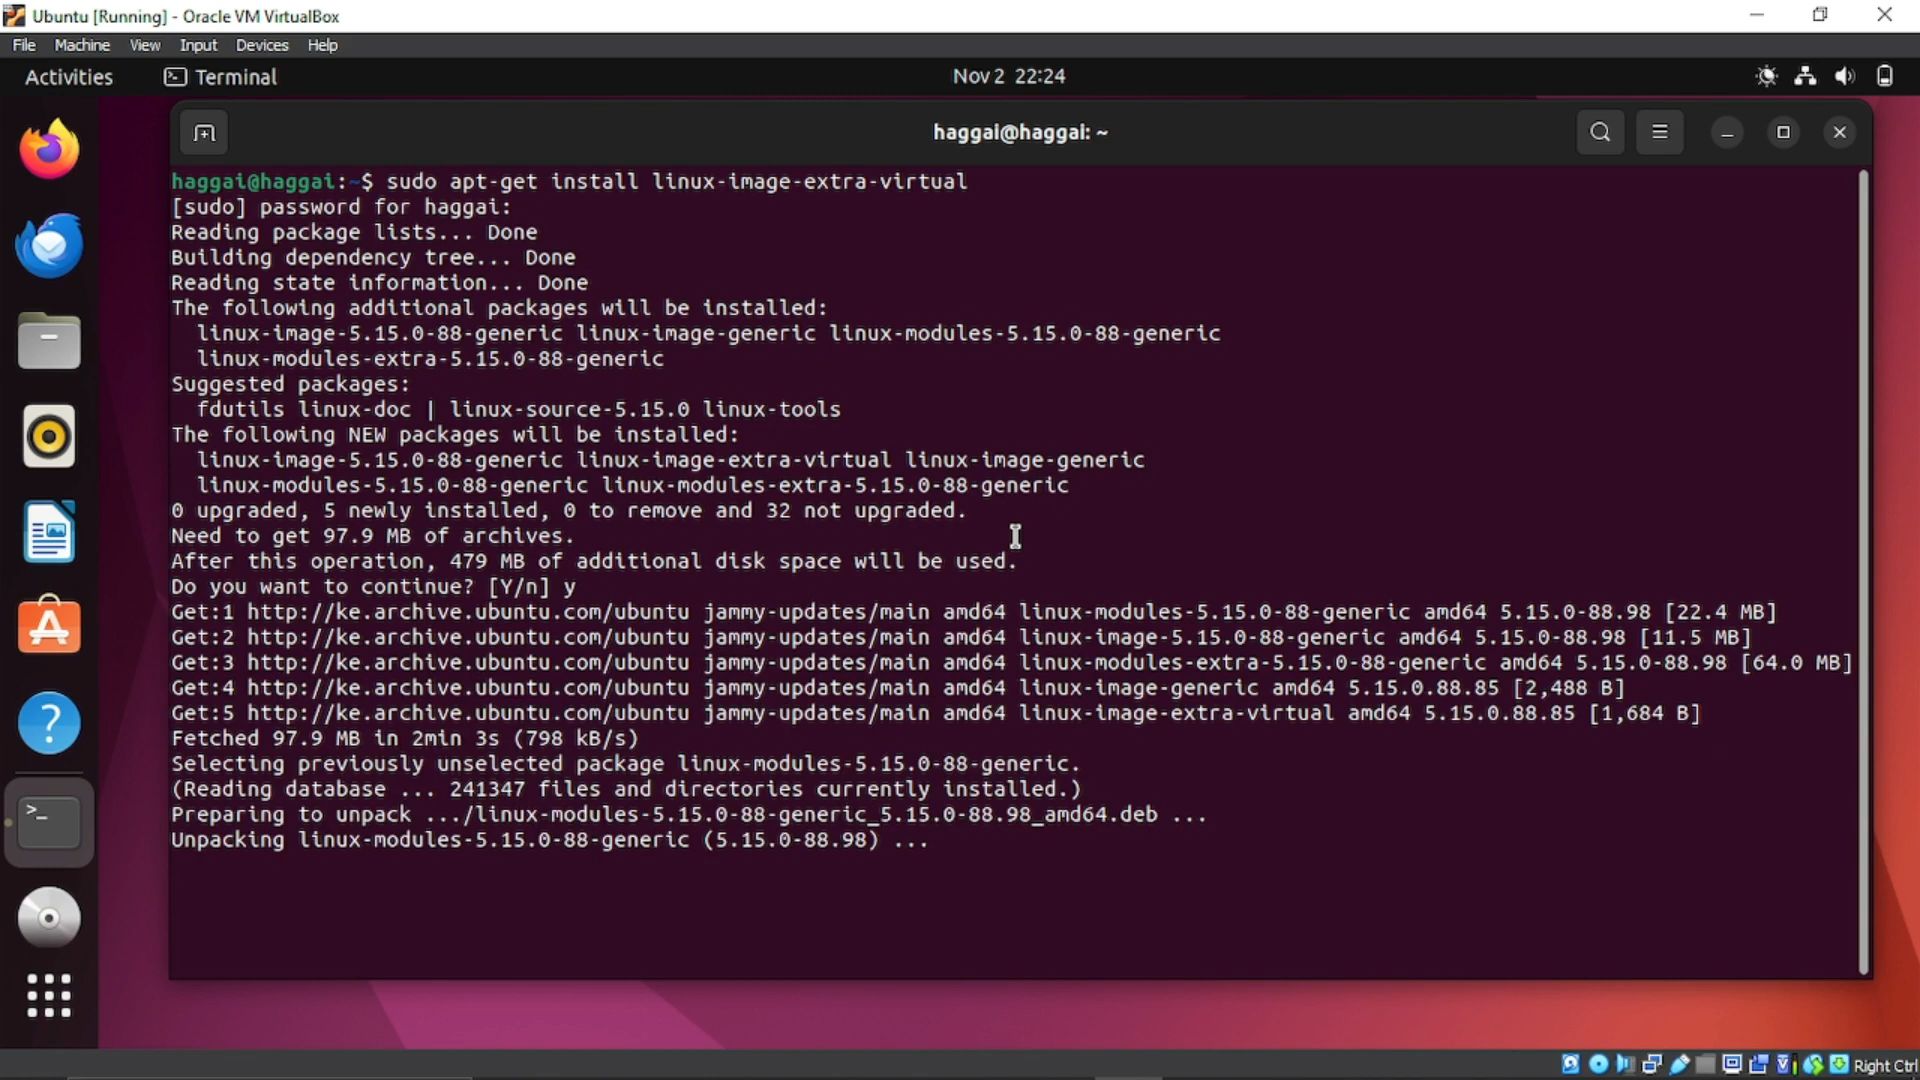 Ubuntu [Running] - Oracle VM VirtualBox
File Machine View Input Devices Help
Activities Terminal Nov 2 22:24
haggai@haggai: ~
haggai@haggai:~$ sudo apt-get install linux-image-extra-virtual
[sudo] password for haggai:
Reading package lists... Done
Building dependency tree... Done
Reading state information... Done
The following additional packages will be installed:
linux-image-5.15.0-88-generic linux-image-generic linux-modules-5.15.0-88-generic
linux-modules-extra-5.15.0-88-generic
Suggested packages:
fdutils linux-doc | linux-source-5.15.0 linux-tools
The following NEW packages will be installed:
linux-image-5.15.0-88-generic linux-image-extra-virtual linux-image-generic
linux-modules-5.15.0-88-generic linux-modules-extra-5.15.0-88-generic
0 upgraded, 5 newly installed, 0 to remove and 32 not upgraded.
Need to get 97.9 MB of archives.
After this operation, 479 MB of additional disk space will be used.
Do you want to continue? [Y/n] y
Get:1 http://ke.archive.ubuntu.com/ubuntu jammy-updates/main amd64 linux-modules-5.15.0-88-generic amd64 5.15.0-88.98 [22.4 MB]
Get:2 http://ke.archive.ubuntu.com/ubuntu jammy-updates/main amd64 linux-image-5.15.0-88-generic amd64 5.15.0-88.98 [11.5 MB]
Get:3 http://ke.archive.ubuntu.com/ubuntu jammy-updates/main amd64 linux-modules-extra-5.15.0-88-generic amd64 5.15.0-88.98 [64.0 MB]
Get:4 http://ke.archive.ubuntu.com/ubuntu jammy-updates/main amd64 linux-image-generic amd64 5.15.0.88.85 [2,488 B]
Get:5 http://ke.archive.ubuntu.com/ubuntu jammy-updates/main amd64 linux-image-extra-virtual amd64 5.15.0.88.85 [1,684 B]
Fetched 97.9 MB in 2min 3s (798 kB/s)
Selecting previously unselected package linux-modules-5.15.0-88-generic.
(Reading database ... 241347 files and directories currently installed.)
Preparing to unpack .../linux-modules-5.15.0-88-generic_5.15.0-88.98_amd64.deb ...
Unpacking linux-modules-5.15.0-88-generic (5.15.0-88.98) ...
Right Ctrl